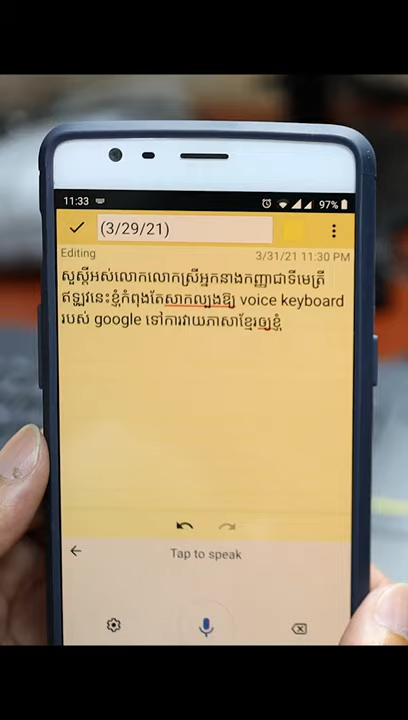 11:33
97%
(3/29/21)
Editing
3/31/21 11:30 PM
សួស្តីអស់លោកលោកស្រីអ្នកនាងកញ្ញាជាទីមេត្រី
ឥឡូវនេះខ្ញុំកំពុងតែសាកល្បងឱ្យ voice keyboard
របស់ google ទៅការវាយភាសាខ្មែរឲ្យខ្ញុំ
Tap to speak